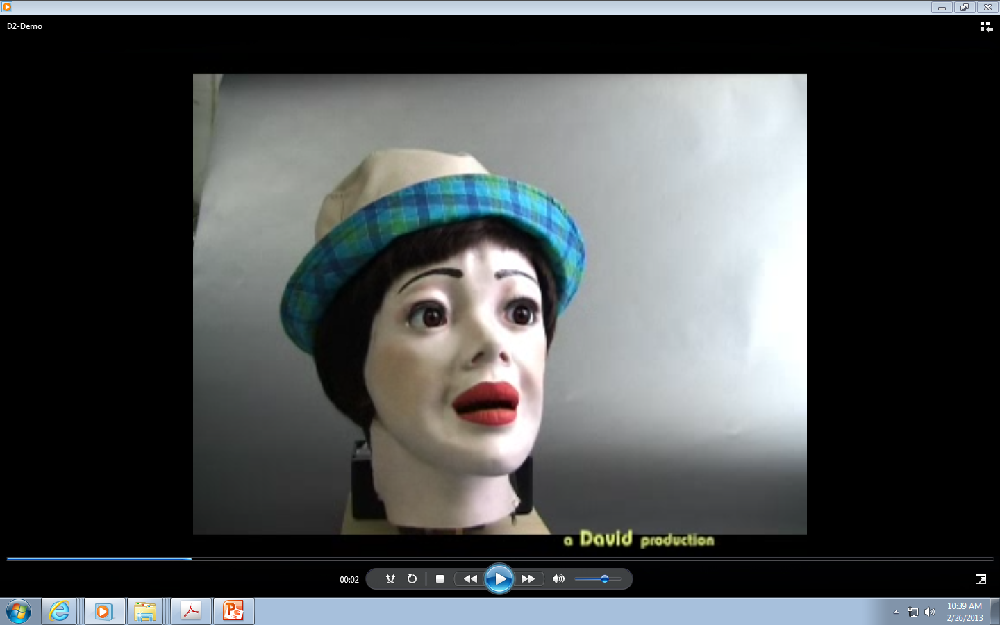 D2-Demo
a David production
00:02
10:39 AM
2/26/2013